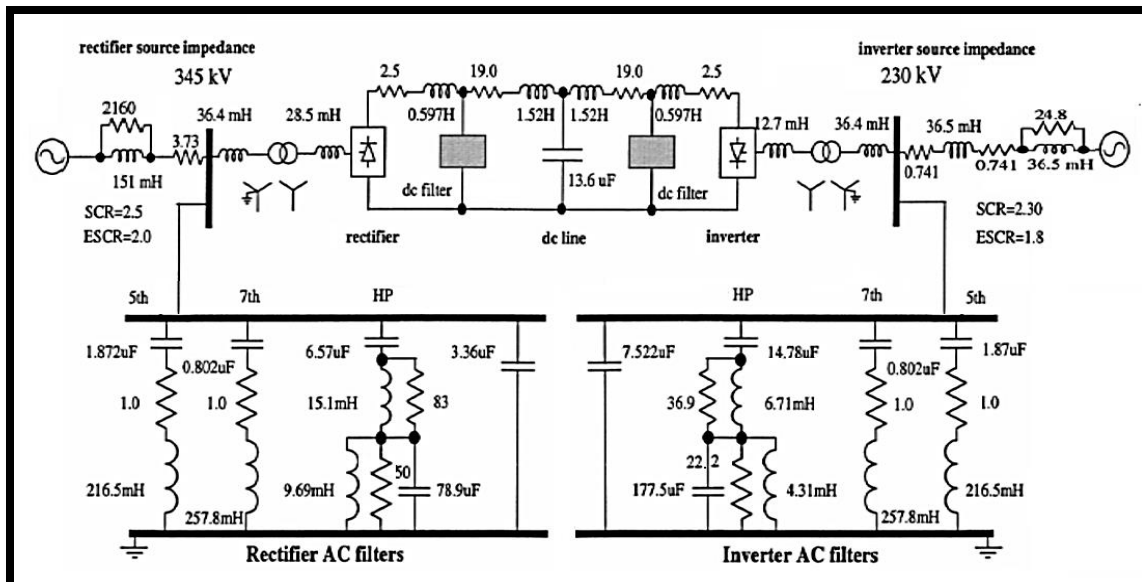 rectifier source impedance
345 kV
inverter source impedance
230 kV
2160
3.73
151 mH
36.4 mH
28.5 mH
2.5
0.597H
19.0
1.52H
1.52H
19.0
0.597H
2.5
12.7 mH
36.4 mH
36.5 mH
0.741
0.741
24.8
36.5 mH
SCR=2.5
ESCR=2.0
dc filter
13.6 uF
dc filter
SCR=2.30
ESCR=1.8
rectifier
dc line
inverter
5th
7th
HP
HP
7th
5th
1.872uF
0.802uF
6.57uF
3.36uF
7.522uF
14.78uF
0.802uF
1.87uF
1.0
1.0
15.1mH
83
36.9
6.71mH
1.0
1.0
216.5mH
257.8mH
9.69mH
50
78.9uF
177.5uF
22.2
4.31mH
257.8mH
216.5mH
Rectifier AC filters
Inverter AC filters